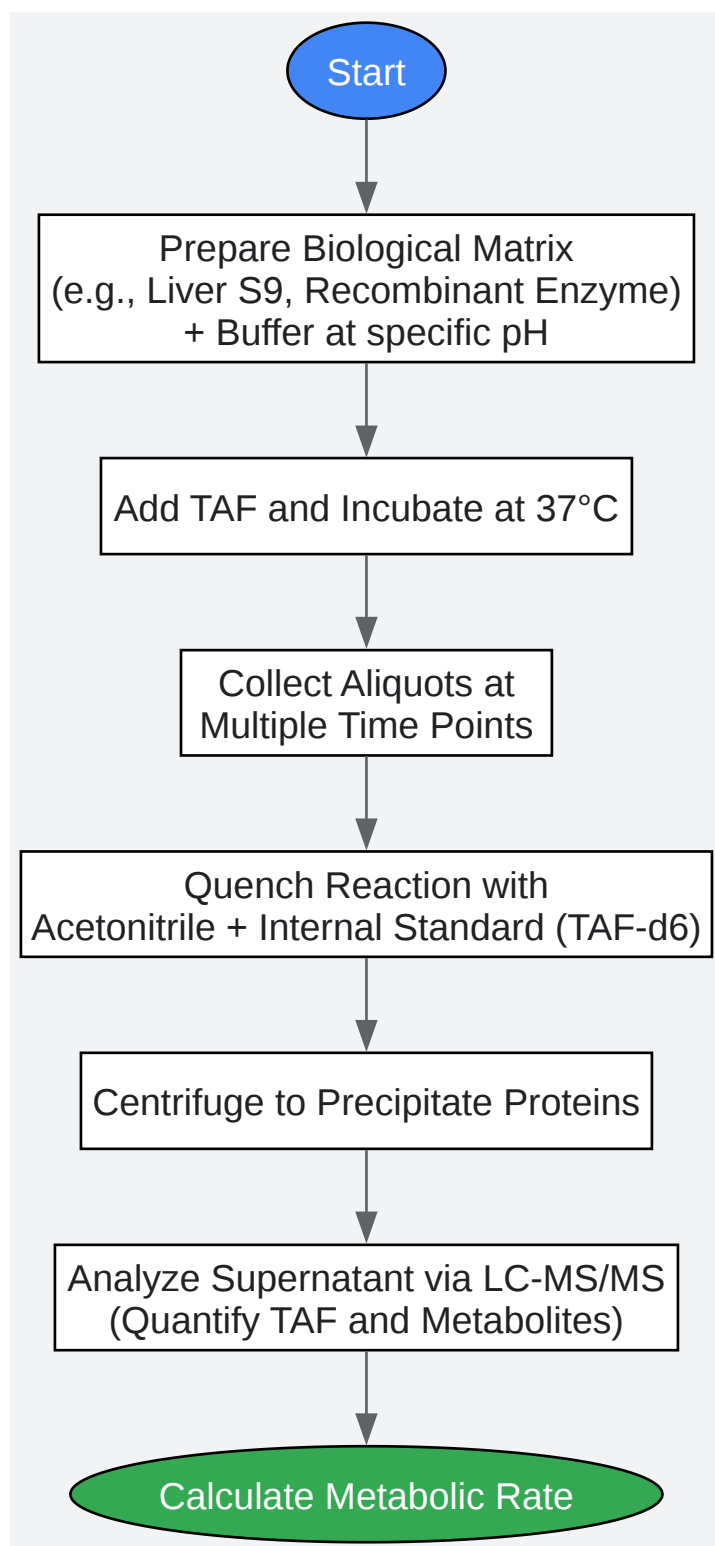 Start
Prepare Biological Matrix
(e.g., Liver S9, Recombinant Enzyme)
+ Buffer at specific pH
Add TAF and Incubate at 37°C
Collect Aliquots at
Multiple Time Points
Quench Reaction with
Acetonitrile + Internal Standard (TAF-d6)
Centrifuge to Precipitate Proteins
Analyze Supernatant via LC-MS/MS
(Quantify TAF and Metabolites)
Calculate Metabolic Rate